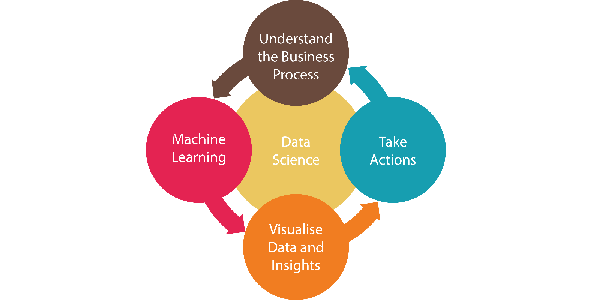 Understand
the Business
Process
Machine
Learning
Data
Science
Take
Actions
Visualise
Data and
Insights